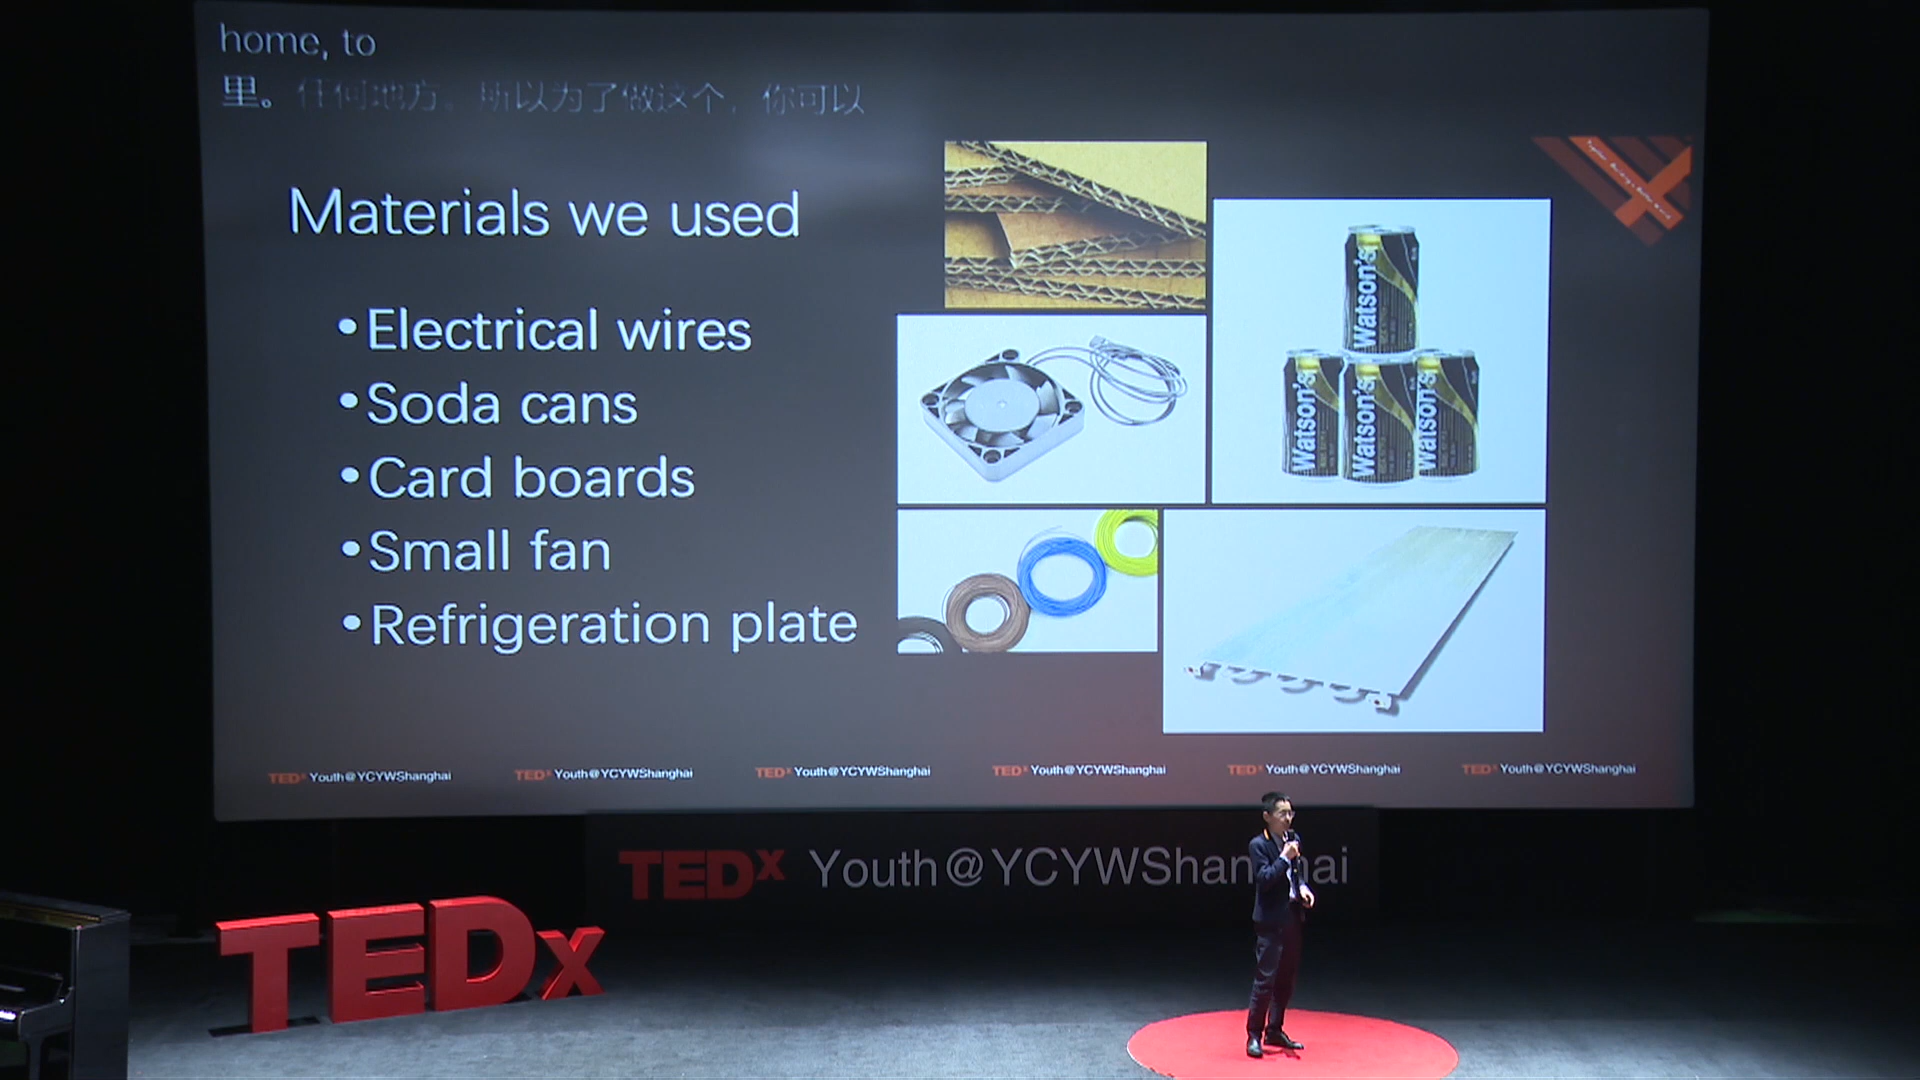 home, to
里。任何地方。所以为了做这个，你可以
Materials we used
•Electrical wires
•Soda cans
•Card boards
•Small fan
•Refrigeration plate
Watson's
Watson's
Watson's
Watson's
TEDx Youth@YCYWShanghai
TEDx Youth@YCYWShanghai
TEDx Youth@YCYWShanghai
TEDx Youth@YCYWShanghai
TEDx Youth@YCYWShanghai
TEDx Youth@YCYWShanghai
TEDx Youth@YCYWShan hai
TEDx